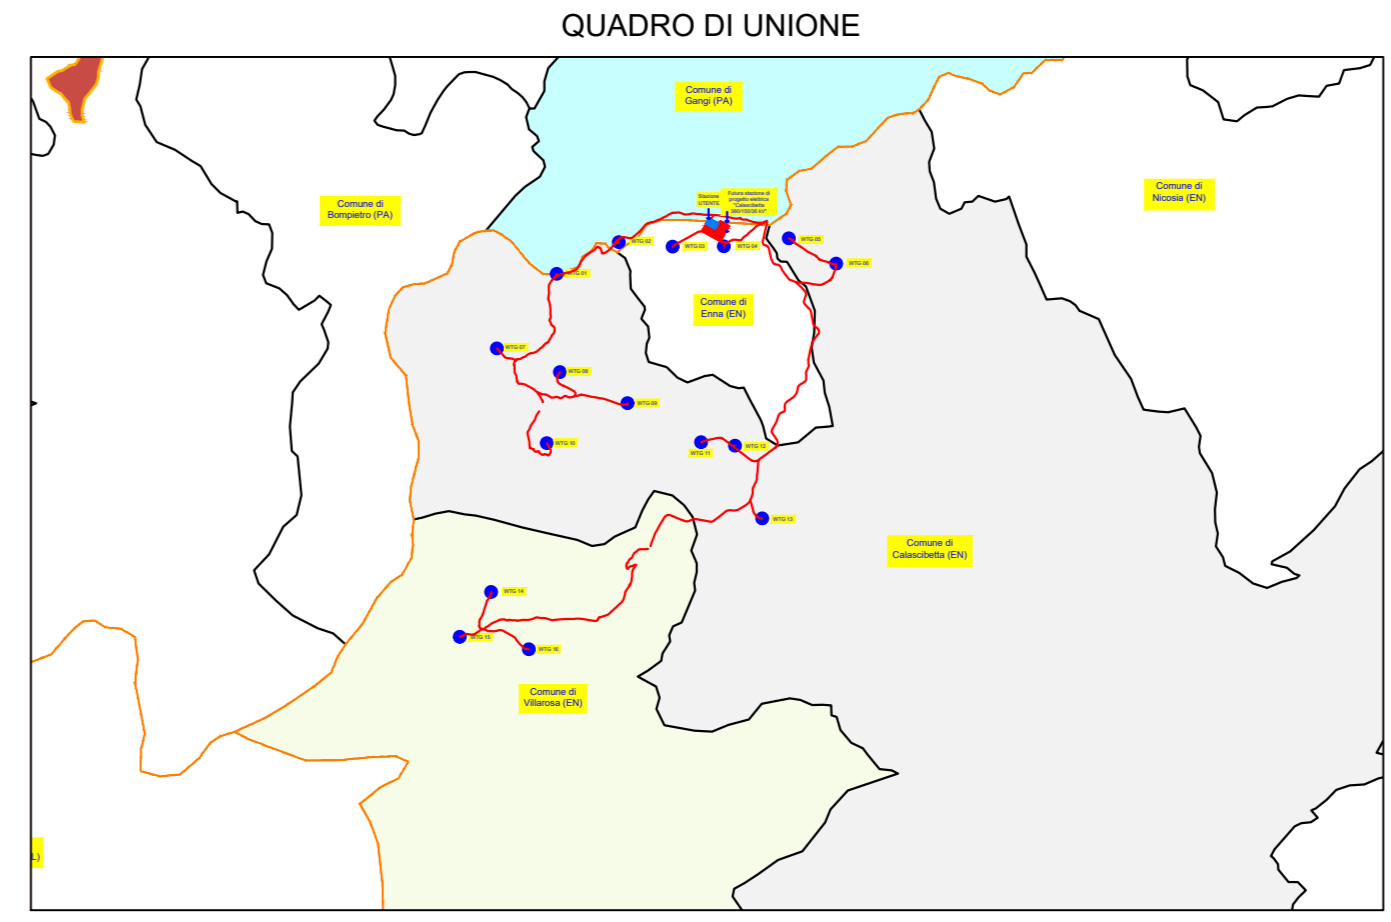 QUADRO DI UNIONE
Comune di
Gangi (PA)
Comune di
Bompietro (PA)
Comune di
Nicosia (EN)
Stazione
UTENTE
Futura stazione di
progetto elettrica
"Calascibetta
380/150/36 kV"
WTG 02
WTG 03
WTG 04
WTG 05
WTG 06
WTG 01
Comune di
Enna (EN)
WTG 07
WTG 08
WTG 09
WTG 10
WTG 11
WTG 12
WTG 13
Comune di
Calascibetta (EN)
WTG 14
WTG 15
WTG 16
Comune di
Villarosa (EN)
L)